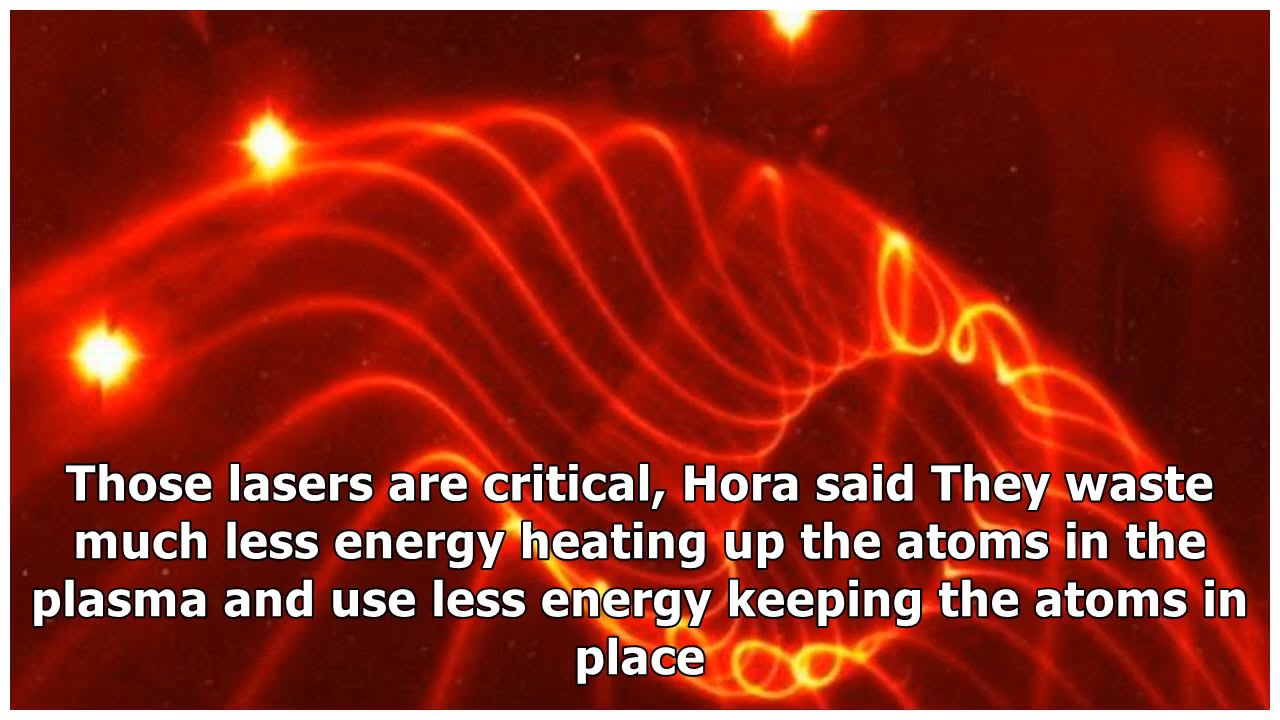 Those lasers are critical, Hora said They waste
much less energy heating up the atoms in the
plasma and use less energy keeping the atoms in
place